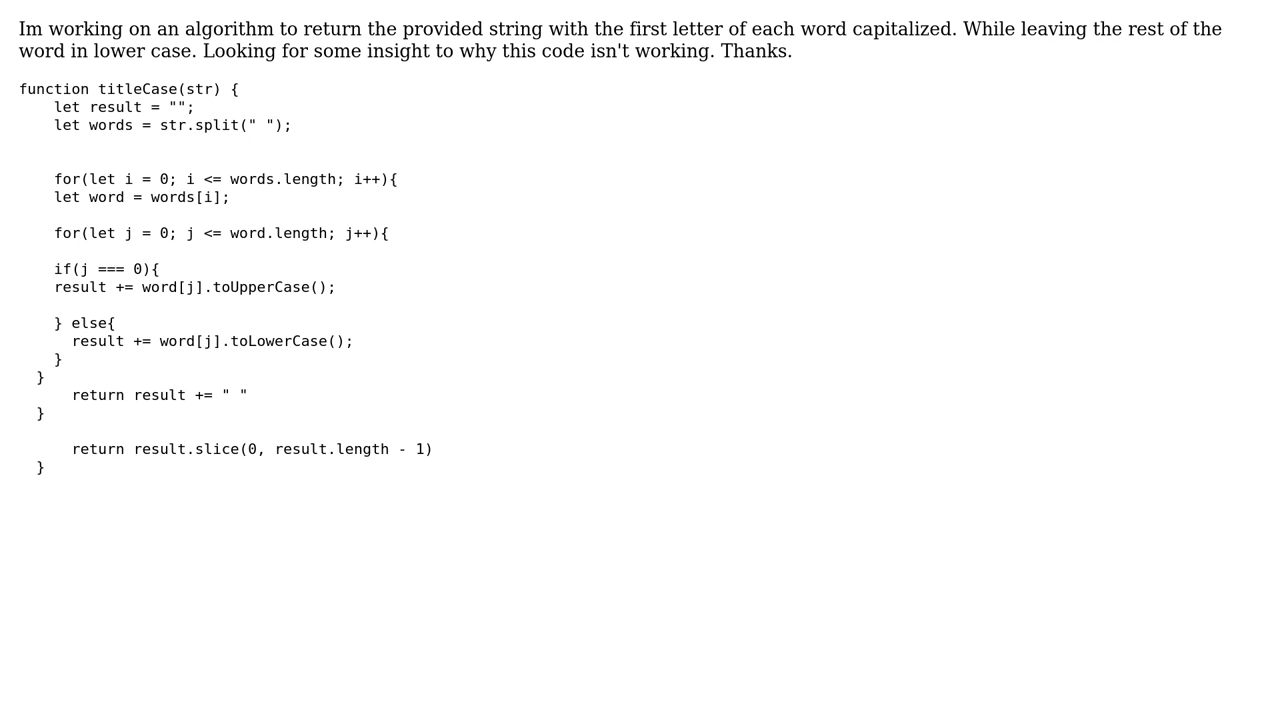 Im working on an algorithm to return the provided string with the first letter of each word capitalized. While leaving the rest of the
word in lower case. Looking for some insight to why this code isn't working. Thanks.
function titleCase(str) {
    let result = "";
    let words = str.split(" ");
    for(let i = 0; i <= words.length; i++){
    let word = words[i];
    for(let j = 0; j <= word.length; j++){
    if(j === 0){
    result += word[j].toUpperCase();
    } else{
      result += word[j].toLowerCase();
    }
  }
      return result += " "
  }
      return result.slice(0, result.length - 1)
  }